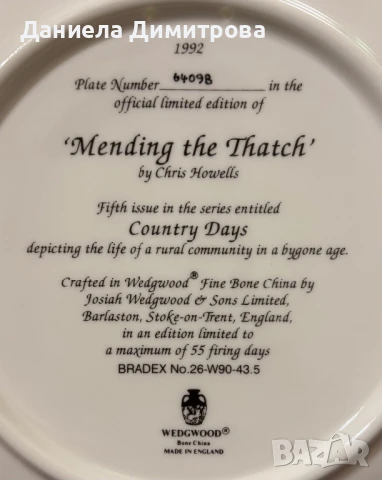 Даниела Димитрова
1992
Plate Number 6409B in the
official limited edition of
'Mending the Thatch'
by Chris Howells
Fifth issue in the series entitled
Country Days
depicting the life of a rural community in a bygone age.
Crafted in Wedgwood® Fine Bone China by
Josiah Wedgwood & Sons Limited,
Barlaston, Stoke-on-Trent, England,
in an edition limited to
a maximum of 55 firing days
BRADEX No.26-W90-43.5
WEDGWOOD®
Bone China
MADE IN ENGLAND
BAZAR